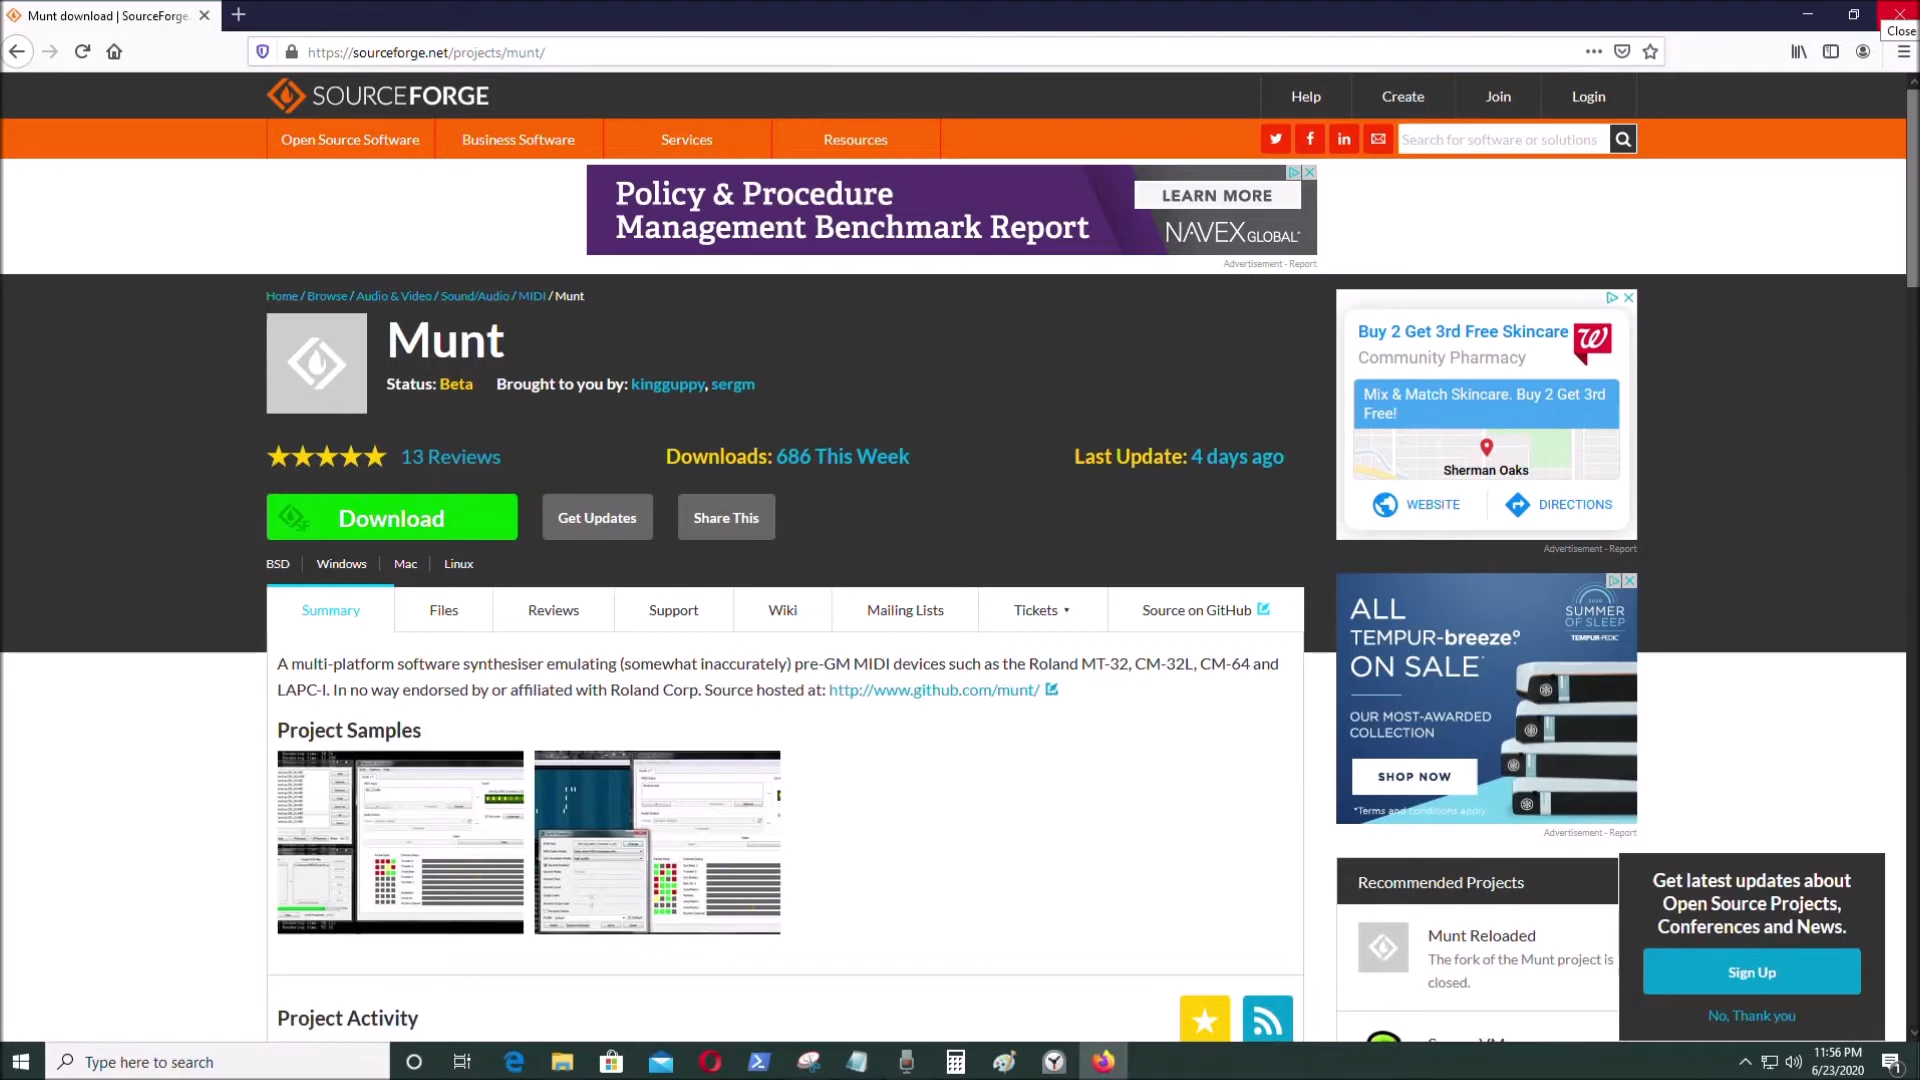 Munt download | SourceForge.
Close
https://sourceforge.net/projects/munt/
SOURCEFORGE
Help
Create
Join
Login
Open Source Software
Business Software
Services
Resources
Search for software or solutions
Policy & Procedure
Management Benchmark Report
LEARN MORE
NAVEX GLOBAL
Advertisement - Report
Home / Browse / Audio & Video / Sound/Audio / MIDI / Munt
Munt
Status: Beta
Brought to you by: kingguppy, sergm
13 Reviews
Downloads: 686 This Week
Last Update: 4 days ago
Download
Get Updates
Share This
BSD
Windows
Mac
Linux
Buy 2 Get 3rd Free Skincare
Community Pharmacy
Mix & Match Skincare. Buy 2 Get 3rd
Free!
Sherman Oaks
WEBSITE
DIRECTIONS
Advertisement - Report
Summary
Files
Reviews
Support
Wiki
Mailing Lists
Tickets
Source on GitHub
A multi-platform software synthesiser emulating (somewhat inaccurately) pre-GM MIDI devices such as the Roland MT-32, CM-32L, CM-64 and
LAPC-I. In no way endorsed by or affiliated with Roland Corp. Source hosted at: http://www.github.com/munt/
Project Samples
ALL
TEMPUR-breeze°
ON SALE
OUR MOST-AWARDED
COLLECTION
SHOP NOW
*Terms and conditions apply
SUMMER
OF SLEEP
TEMPUR-PEDIC
Advertisement - Report
Recommended Projects
Munt Reloaded
The fork of the Munt project is
closed.
Get latest updates about
Open Source Projects,
Conferences and News.
Sign Up
No, Thank you
Project Activity
Type here to search
11:56 PM
6/23/2020
1